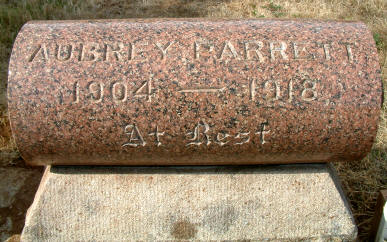 AUBREY BARRETT
1904 — 1918
At Rest